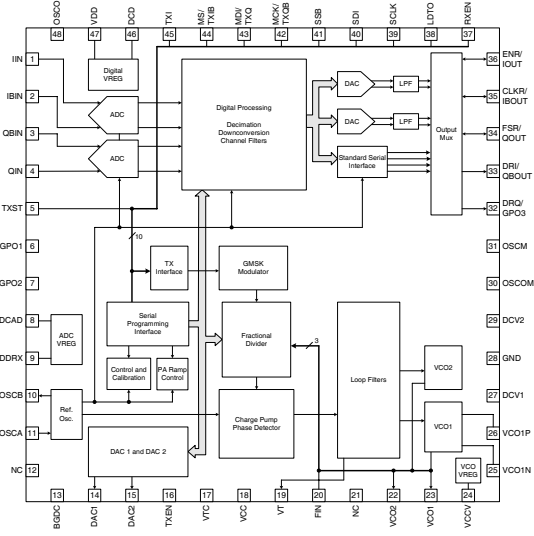 OSCO
VDD
DCD
TXI
MS/
TXIB
MDI/
TXQ
MCK/
TXQB
SSB
SDI
SCLK
LDTO
RXEN
48
47
46
45
44
43
42
41
40
39
38
37
IIN
1
IBIN
2
QBIN
3
QIN
4
TXST
5
GPO1
6
GPO2
7
DCAD
8
DDRX
9
OSCB
10
OSCA
11
NC
12
Digital
VREG
ADC
ADC
Digital Processing
Decimation
Downconversion
Channel Filters
DAC
LPF
DAC
LPF
Standard Serial
Interface
Output
Mux
36
ENR/
IOUT
35
CLKR/
IBOUT
34
FSR/
QOUT
33
DRI/
QBOUT
32
DRQ/
GPO3
31
OSCM
30
OSCOM
29
DCV2
28
GND
27
DCV1
26
VCO1P
25
VCO1N
10
TX
Interface
GMSK
Modulator
Serial
Programming
Interface
Fractional
Divider
3
Loop Filters
ADC
VREG
Control and
Calibration
PA Ramp
Control
VCO2
Ref.
Osc.
Charge Pump
Phase Detector
VCO1
DAC 1 and DAC 2
VCO
VREG
13
14
15
16
17
18
19
20
21
22
23
24
BGDC
DAC1
DAC2
TXEN
VTC
VCC
VT
FIN
NC
VCO2
VCO1
VCCV